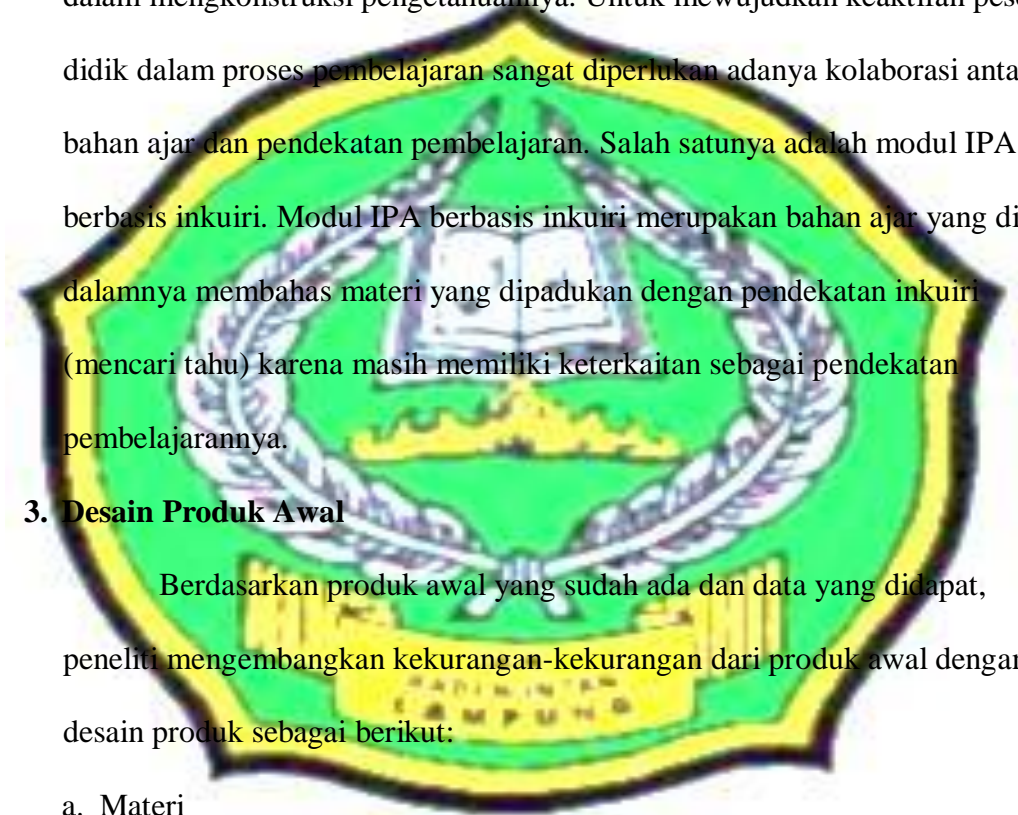 dalam mengkonstruksi pengetahuannya. Untuk mewujudkan keaktifan pese
didik dalam proses pembelajaran sangat diperlukan adanya kolaborasi anta
bahan ajar dan pendekatan pembelajaran. Salah satunya adalah modul IPA
berbasis inkuiri. Modul IPA berbasis inkuiri merupakan bahan ajar yang di
dalamnya membahas materi yang dipadukan dengan pendekatan inkuiri
(mencari tahu) karena masih memiliki keterkaitan sebagai pendekatan
pembelajarannya.
3. Desain Produk Awal
Berdasarkan produk awal yang sudah ada dan data yang didapat,
peneliti mengembangkan kekurangan-kekurangan dari produk awal dengan
RADEN INTAN
LAMPUNG
desain produk sebagai berikut:
a. Materi